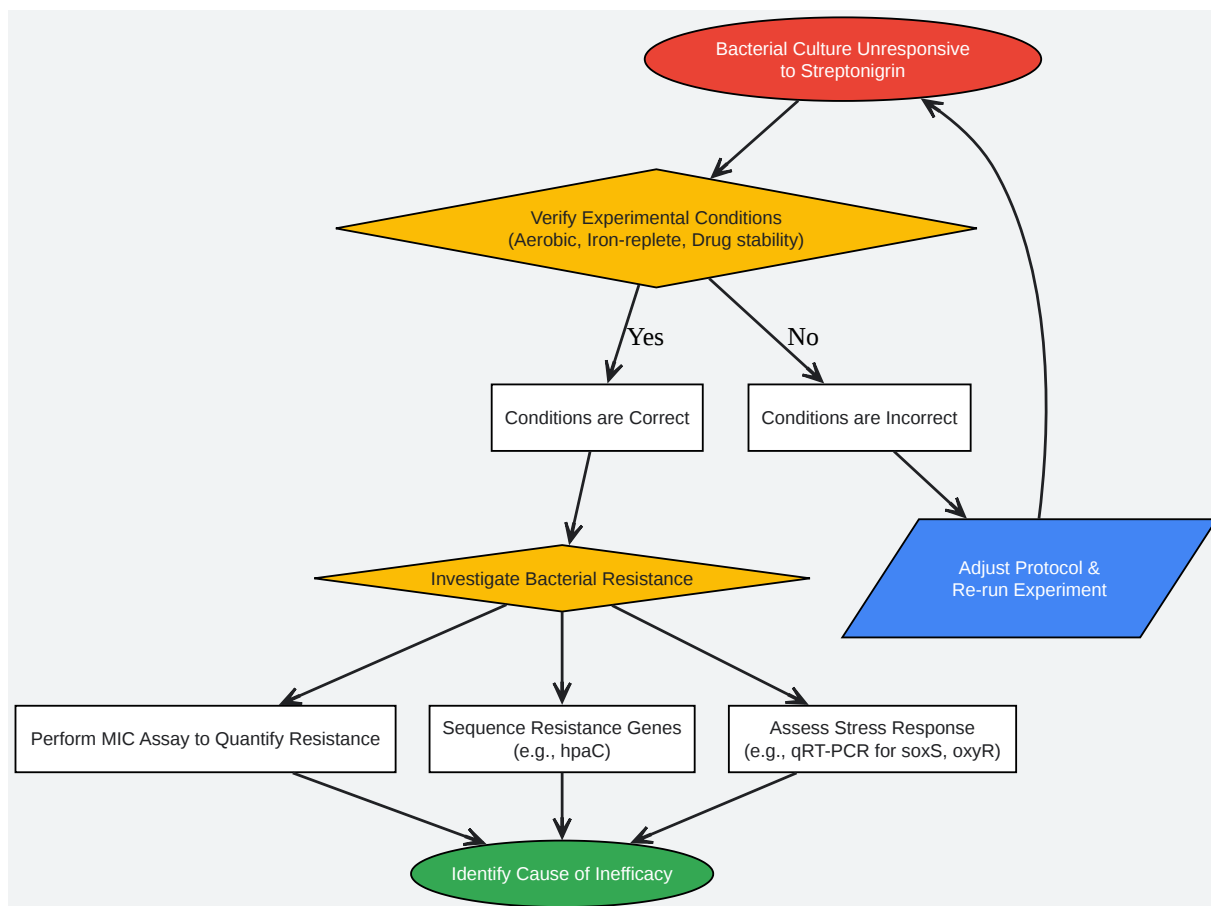 Bacterial Culture Unresponsive
to Streptonigrin
Verify Experimental Conditions
(Aerobic, Iron-replete, Drug stability)
Yes
No
Conditions are Correct
Conditions are Incorrect
Investigate Bacterial Resistance
Adjust Protocol &
Re-run Experiment
Perform MIC Assay to Quantify Resistance
Sequence Resistance Genes
(e.g., hpaC)
Assess Stress Response
(e.g., qRT-PCR for soxS, oxyR)
Identify Cause of Inefficacy